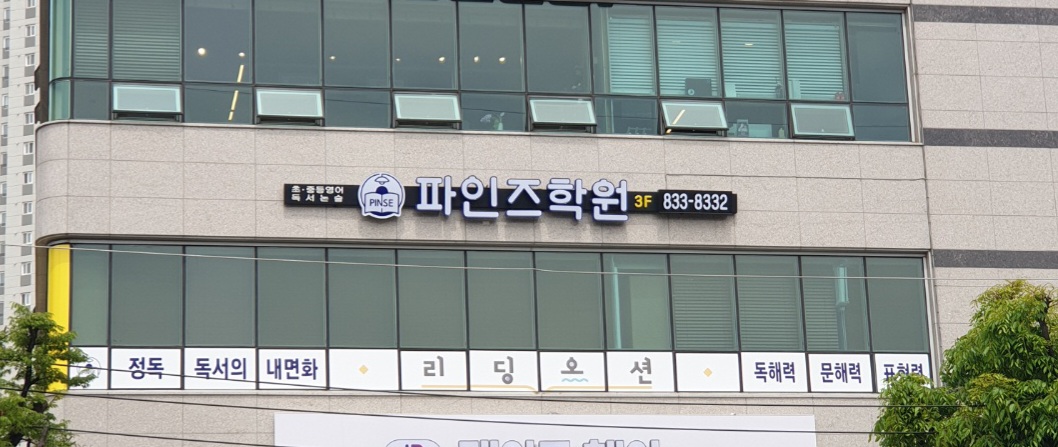 초·중등영어
독서논술
PINSE
파인즈학원 3F 833-8332
정독 독서의 내면화 리딩오션 독해력 문해력 표현력